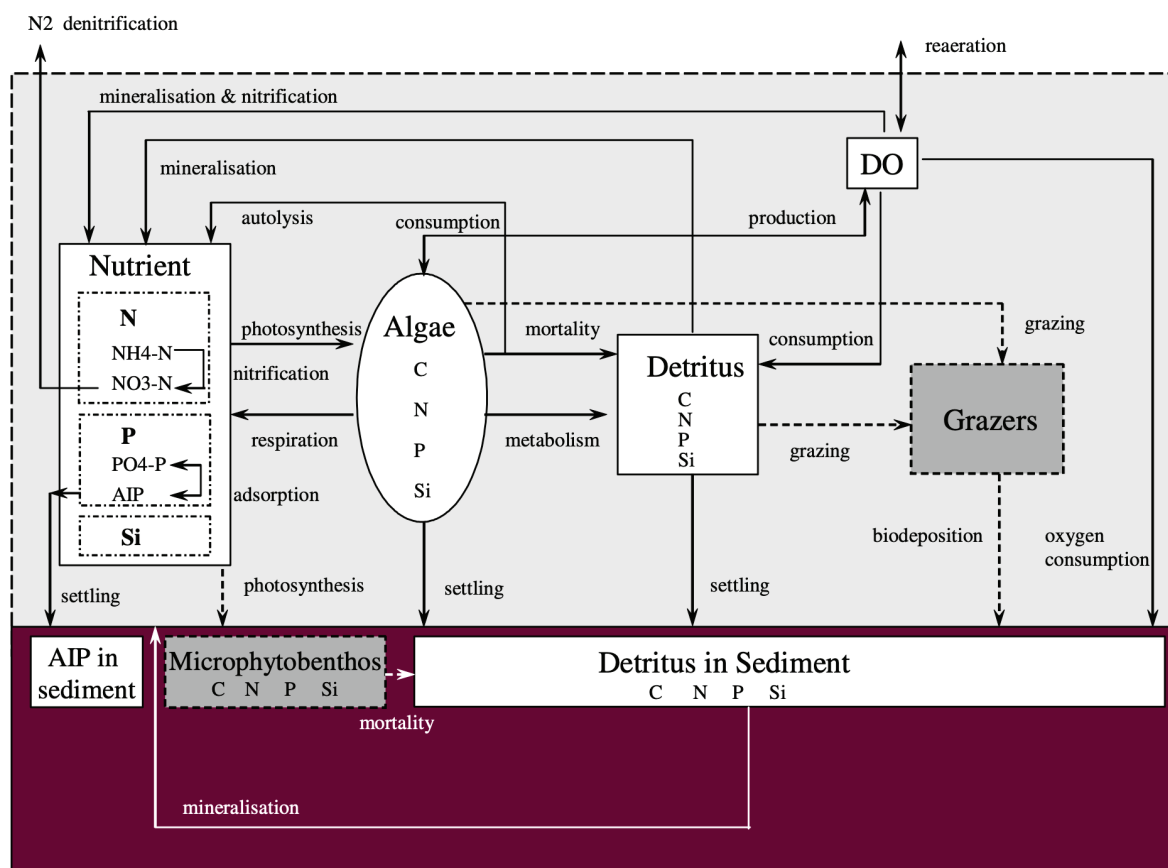 N2 denitrification
reaeration
mineralisation & nitrification
DO
mineralisation
autolysis
consumption
production
Nutrient
N
NH4-N
NO3-N
photosynthesis
nitrification
Algae
C
N
P
Si
mortality
consumption
grazing
Detritus
C
N
P
Si
Grazers
respiration
metabolism
grazing
P
PO4-P
AIP
adsorption
Si
biodeposition
oxygen
consumption
settling
photosynthesis
settling
settling
AIP in
sediment
Microphytobenthos
C N P Si
Detritus in Sediment
C N P Si
mortality
mineralisation